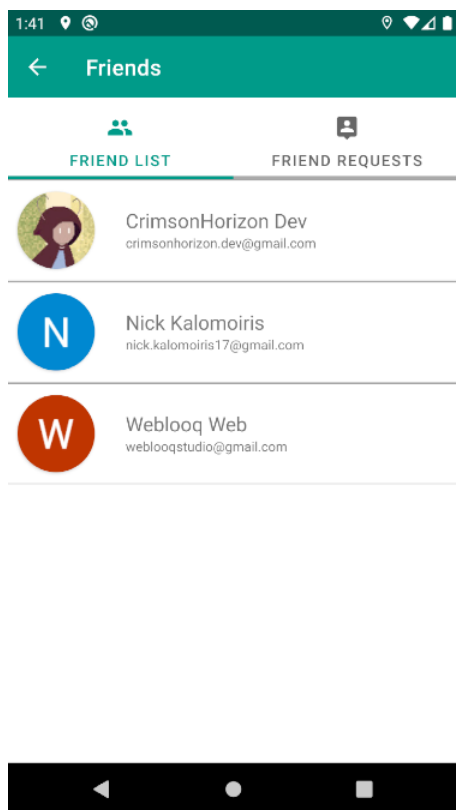 1:41
Friends
FRIEND LIST
FRIEND REQUESTS
CrimsonHorizon Dev
crimsonhorizon.dev@gmail.com
N
Nick Kalomoiris
nick.kalomoiris17@gmail.com
W
Weblooq Web
weblooqstudio@gmail.com